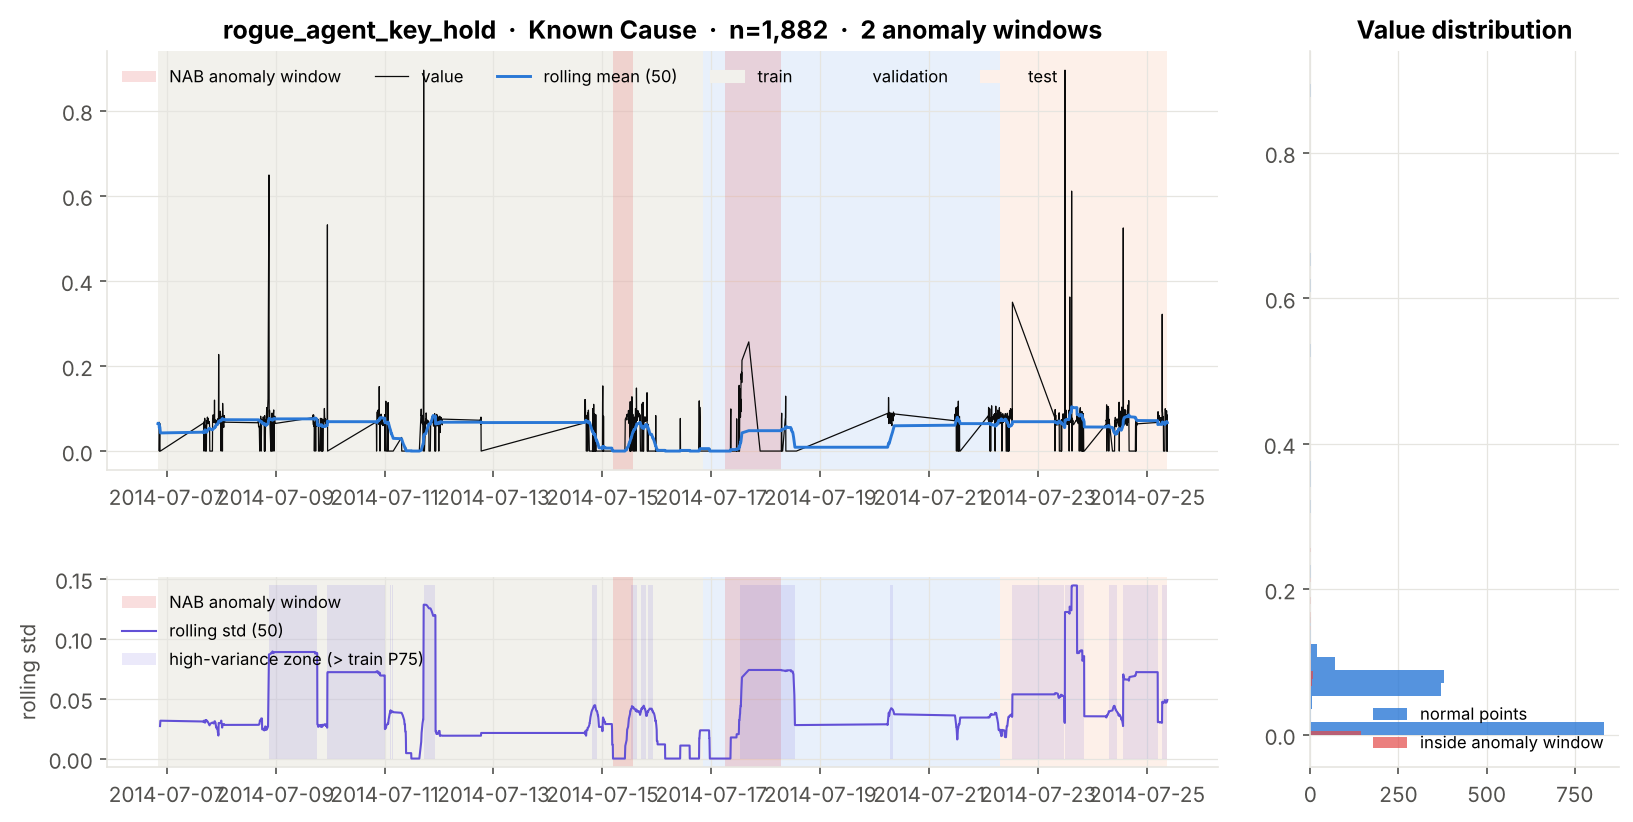 rogue_agent_key_hold · Known Cause · n=1,882 · 2 anomaly windows
NAB anomaly window value rolling mean (50) train validation test
0.8
0.6
0.4
0.2
0.0
2014-07-07 2014-07-09 2014-07-11 2014-07-13 2014-07-15 2014-07-17 2014-07-19 2014-07-21 2014-07-23 2014-07-25
rolling std
0.15
0.10
0.05
0.00
NAB anomaly window
rolling std (50)
high-variance zone (> train P75)
2014-07-07 2014-07-09 2014-07-11 2014-07-13 2014-07-15 2014-07-17 2014-07-19 2014-07-21 2014-07-23 2014-07-25
Value distribution
0.8
0.6
0.4
0.2
0.0
normal points
inside anomaly window
0 250 500 750